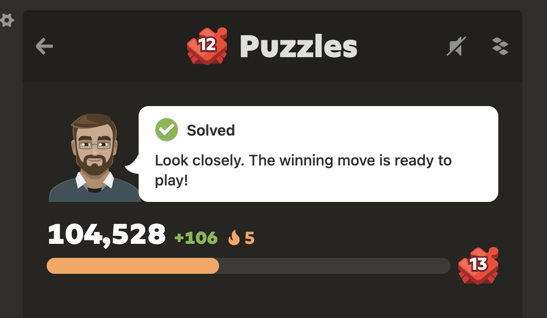 12 Puzzles
Solved
Look closely. The winning move is ready to
play!
104,528 +106 5
13